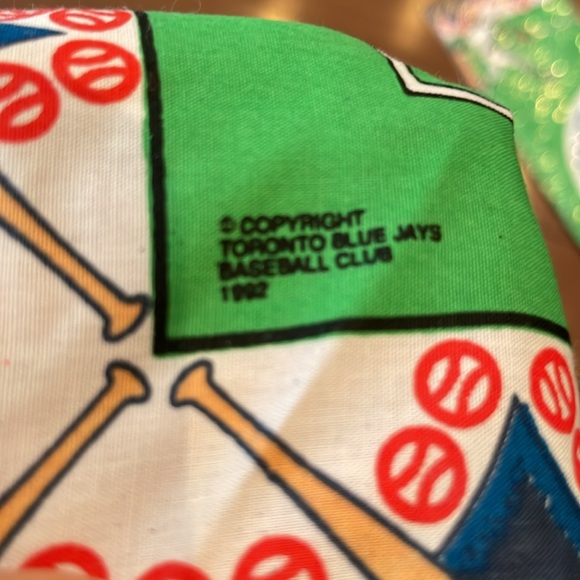 © COPYRIGHT
TORONTO BLUE JAYS
BASEBALL CLUB
1992